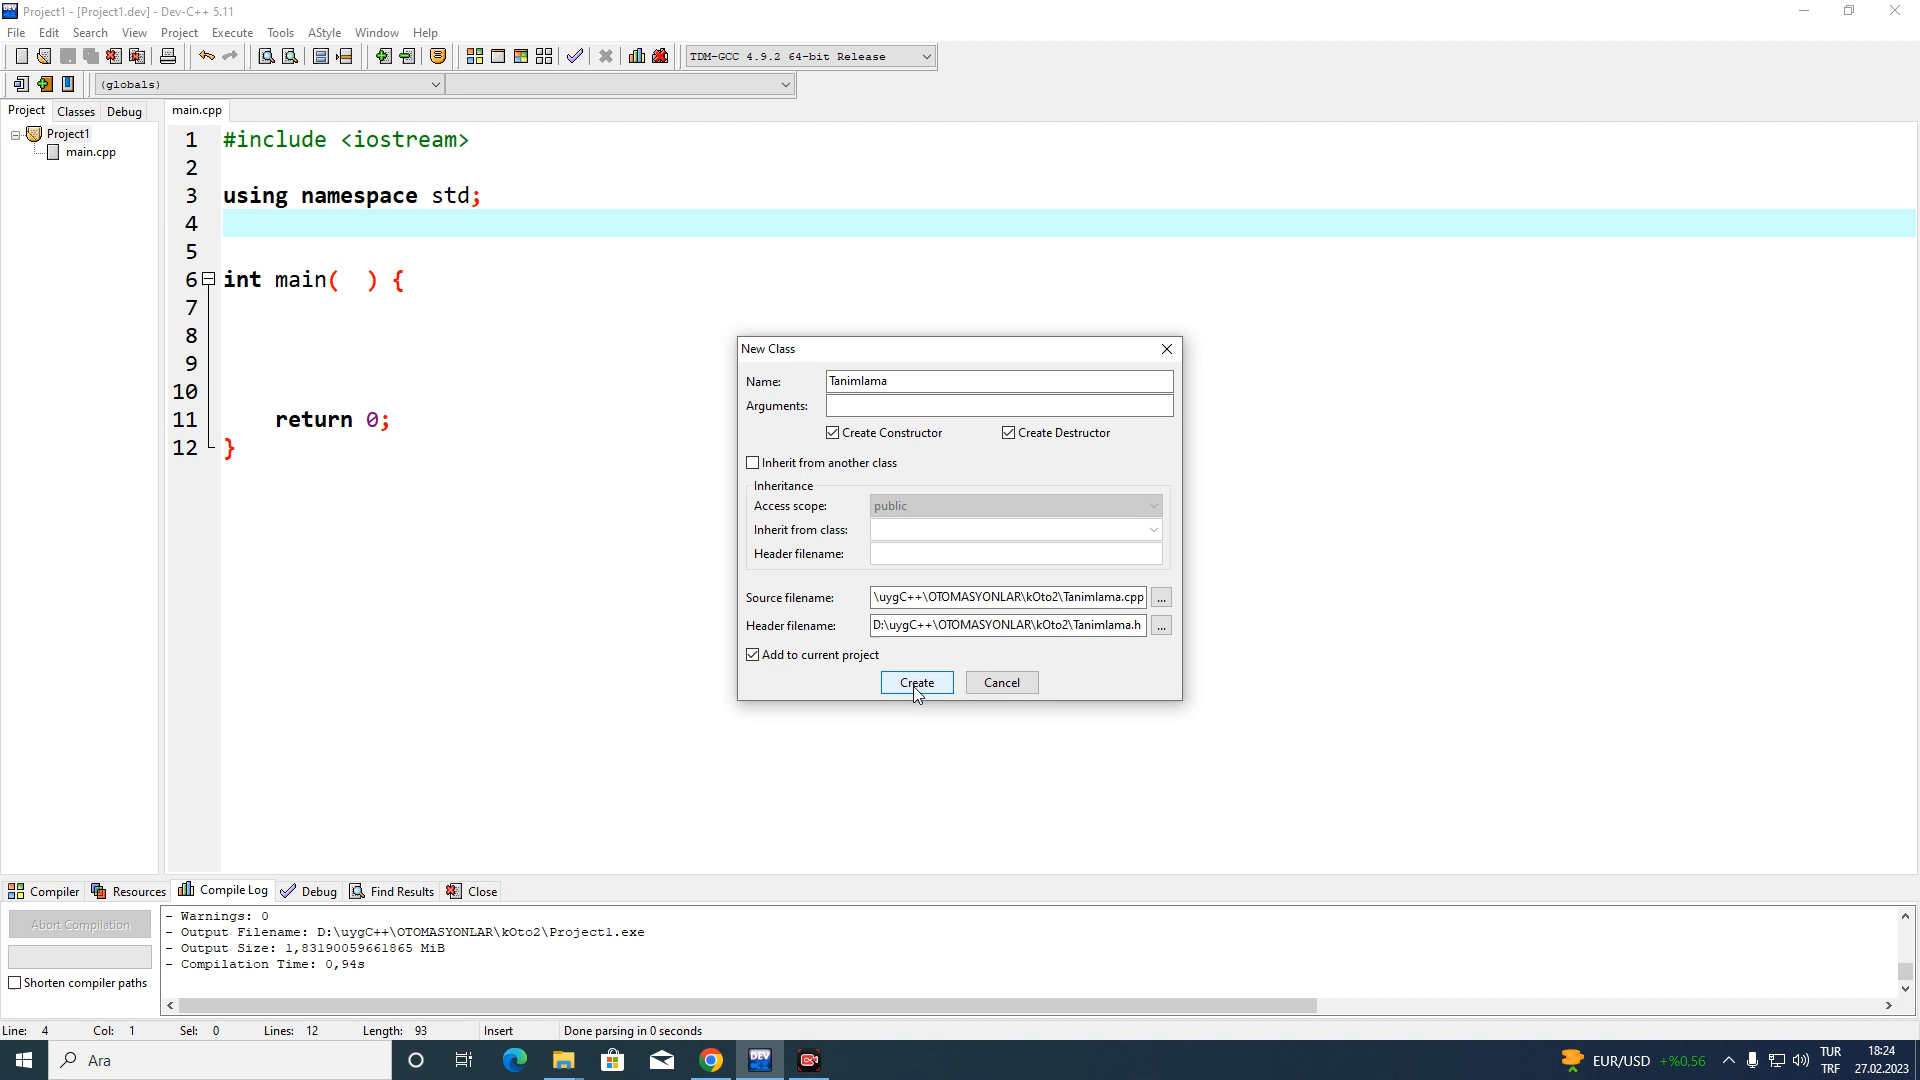 Project1 - [Project1.dev] - Dev-C++ 5.11
File Edit Search View Project Execute Tools AStyle Window Help
TDM-GCC 4.9.2 64-bit Release
(globals)
Project Classes Debug main.cpp
Project1
main.cpp
1 #include <iostream>
2
3 using namespace std;
4
5
6 int main(  ) {
7
8
9
10
11 return 0;
12 }
New Class
Name: Tanimlama
Arguments:
Create Constructor Create Destructor
Inherit from another class
Inheritance
Access scope: public
Inherit from class:
Header filename:
Source filename: \uygC++\OTOMASYONLAR\kOto2\Tanimlama.cpp ...
Header filename: D:\uygC++\OTOMASYONLAR\kOto2\Tanimlama.h ...
Add to current project
Create Cancel
Compiler Resources Compile Log Debug Find Results Close
Abort Compilation
Shorten compiler paths
- Warnings: 0
- Output Filename: D:\uygC++\OTOMASYONLAR\kOto2\Project1.exe
- Output Size: 1,83190059661865 MiB
- Compilation Time: 0,94s
Line: 4 Col: 1 Sel: 0 Lines: 12 Length: 93 Insert Done parsing in 0 seconds
Ara
DEV
EUR/USD +%0,56
TUR
TRF
18:24
27.02.2023